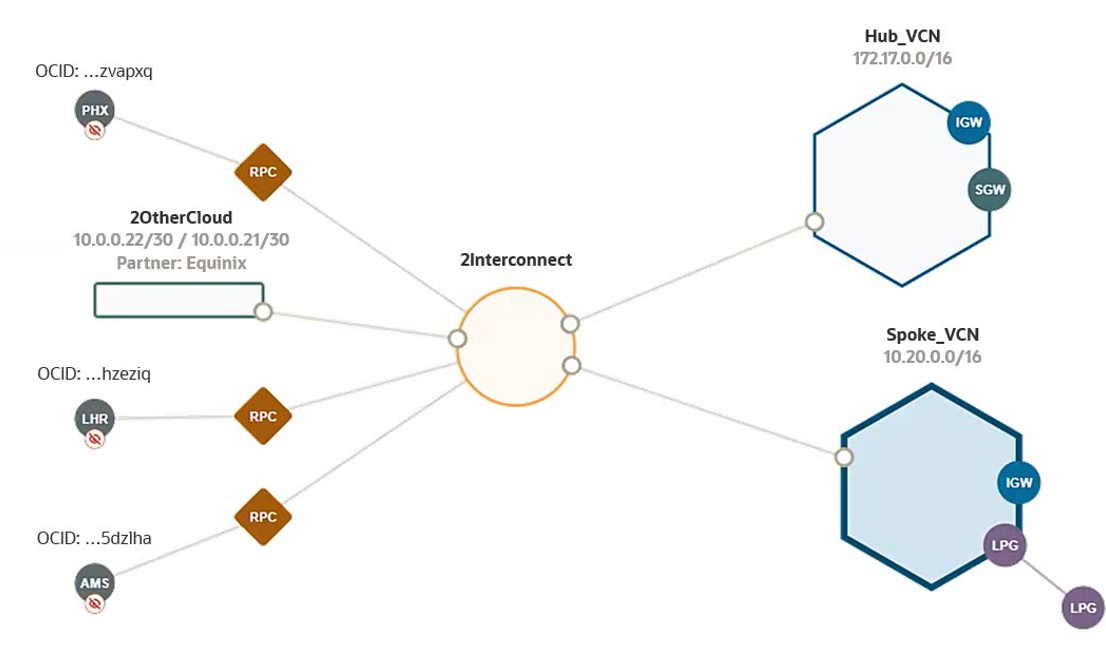 OCID: ...zvapxq
PHX
RPC
2OtherCloud
10.0.0.22/30 / 10.0.0.21/30
Partner: Equinix
OCID: ...hzeziq
LHR
RPC
OCID: ...5dzlha
AMS
RPC
2Interconnect
Hub_VCN
172.17.0.0/16
IGW
SGW
Spoke_VCN
10.20.0.0/16
IGW
LPG
LPG